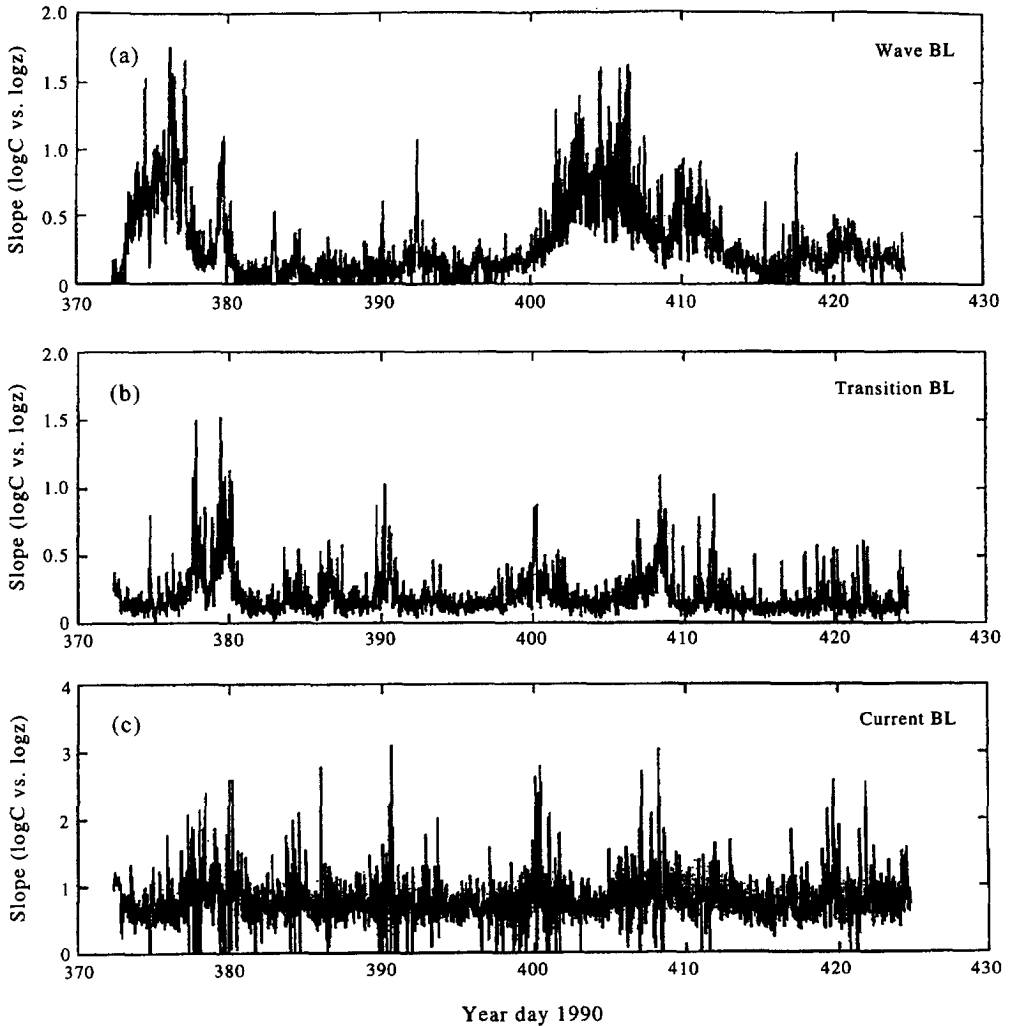 2.0
(a)
Wave BL
1.5
1.0
0.5
0
Slope (logC vs. logz)
370 380 390 400 410 420 430
2.0
(b)
Transition BL
1.5
1.0
0.5
0
Slope (logC vs. logz)
370 380 390 400 410 420 430
4
(c)
Current BL
3
2
1
0
Slope (logC vs. logz)
370 380 390 400 410 420 430
Year day 1990